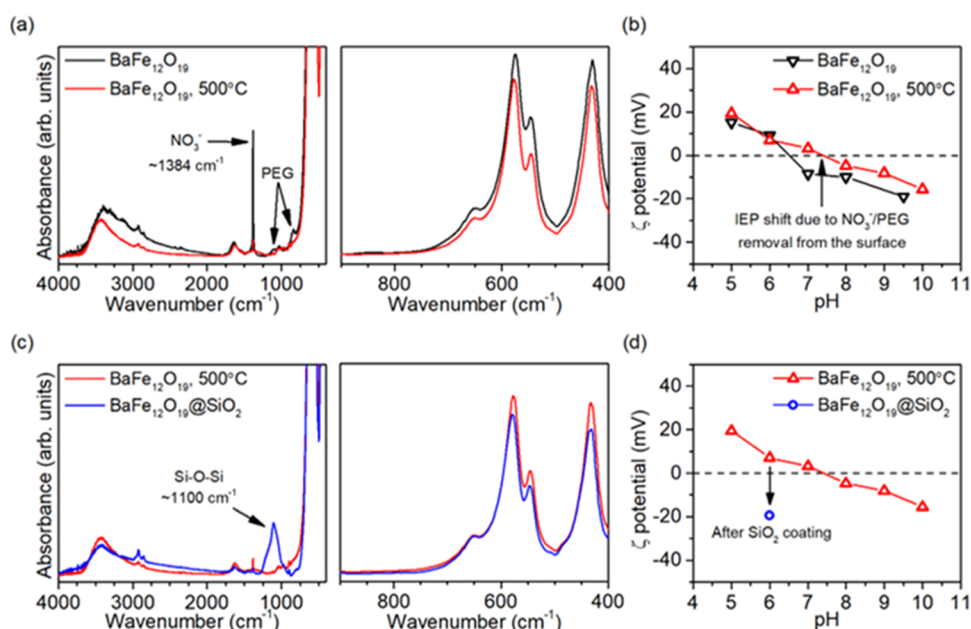 (a)
Absorbance (arb. units)
BaFe₁₂O₁₉
BaFe₁₂O₁₉, 500°C
NO₃⁻
~1384 cm⁻¹
PEG
4000 3000 2000 1000
Wavenumber (cm⁻¹)
800 600 400
Wavenumber (cm⁻¹)
(b)
ζ potential (mV)
40
20
0
-20
-40
BaFe₁₂O₁₉
BaFe₁₂O₁₉, 500°C
IEP shift due to NO₃⁻/PEG
removal from the surface
4 5 6 7 8 9 10 11
pH
(c)
Absorbance (arb. units)
BaFe₁₂O₁₉, 500°C
BaFe₁₂O₁₉@SiO₂
Si-O-Si
~1100 cm⁻¹
4000 3000 2000 1000
Wavenumber (cm⁻¹)
800 600 400
Wavenumber (cm⁻¹)
(d)
ζ potential (mV)
40
20
0
-20
-40
BaFe₁₂O₁₉, 500°C
BaFe₁₂O₁₉@SiO₂
After SiO₂ coating
4 5 6 7 8 9 10 11
pH